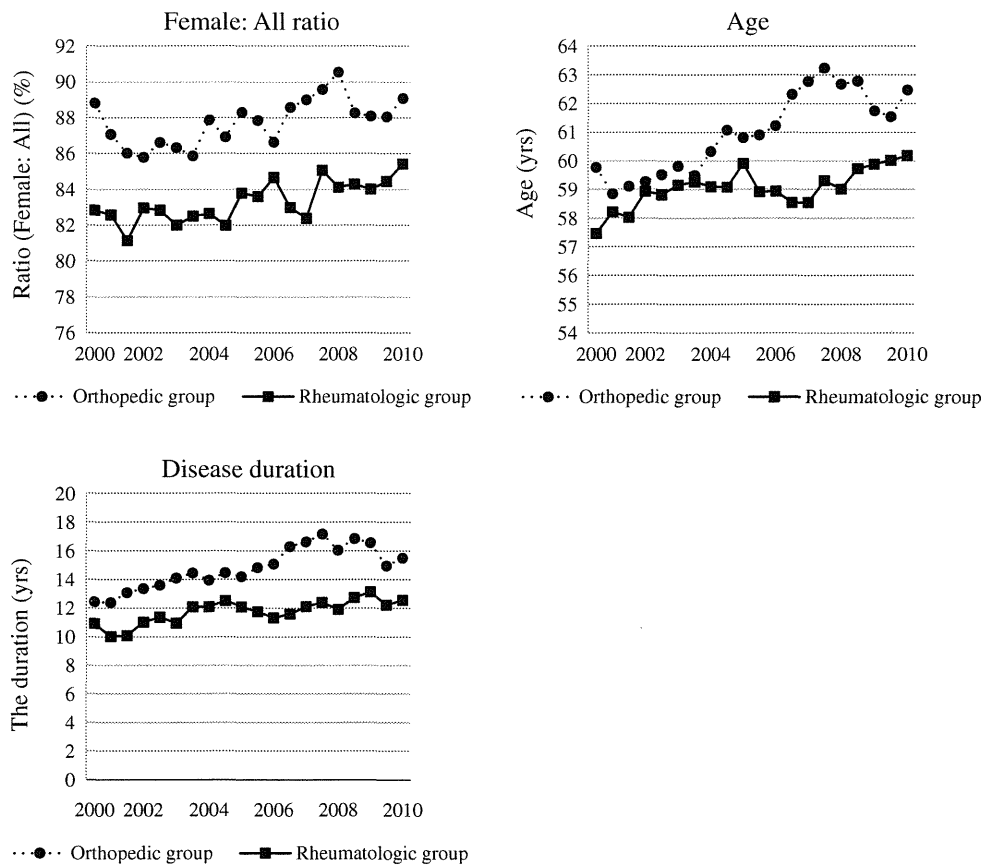 Female: All ratio
Ratio (Female: All) (%)
92
90
88
86
84
82
80
78
76
2000 2002 2004 2006 2008 2010
Orthopedic group Rheumatologic group
Age
Age (yrs)
64
63
62
61
60
59
58
57
56
55
54
2000 2002 2004 2006 2008 2010
Orthopedic group Rheumatologic group
Disease duration
The duration (yrs)
20
18
16
14
12
10
8
6
4
2
0
2000 2002 2004 2006 2008 2010
Orthopedic group Rheumatologic group